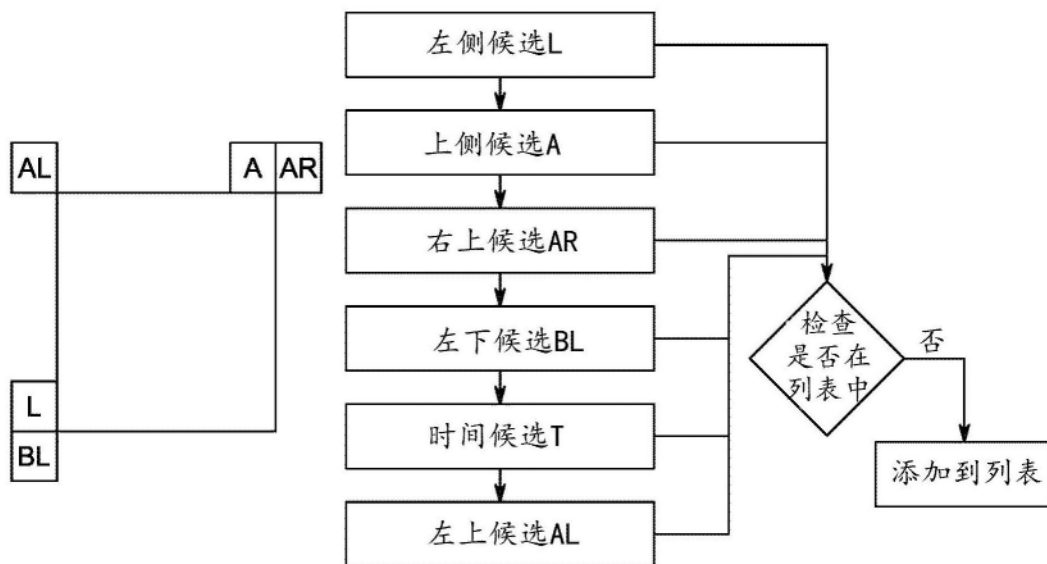 AL
A
AR
L
BL
左侧候选L
上侧候选A
右上候选AR
左下候选BL
时间候选T
左上候选AL
检查
是否在
列表中
否
添加到列表